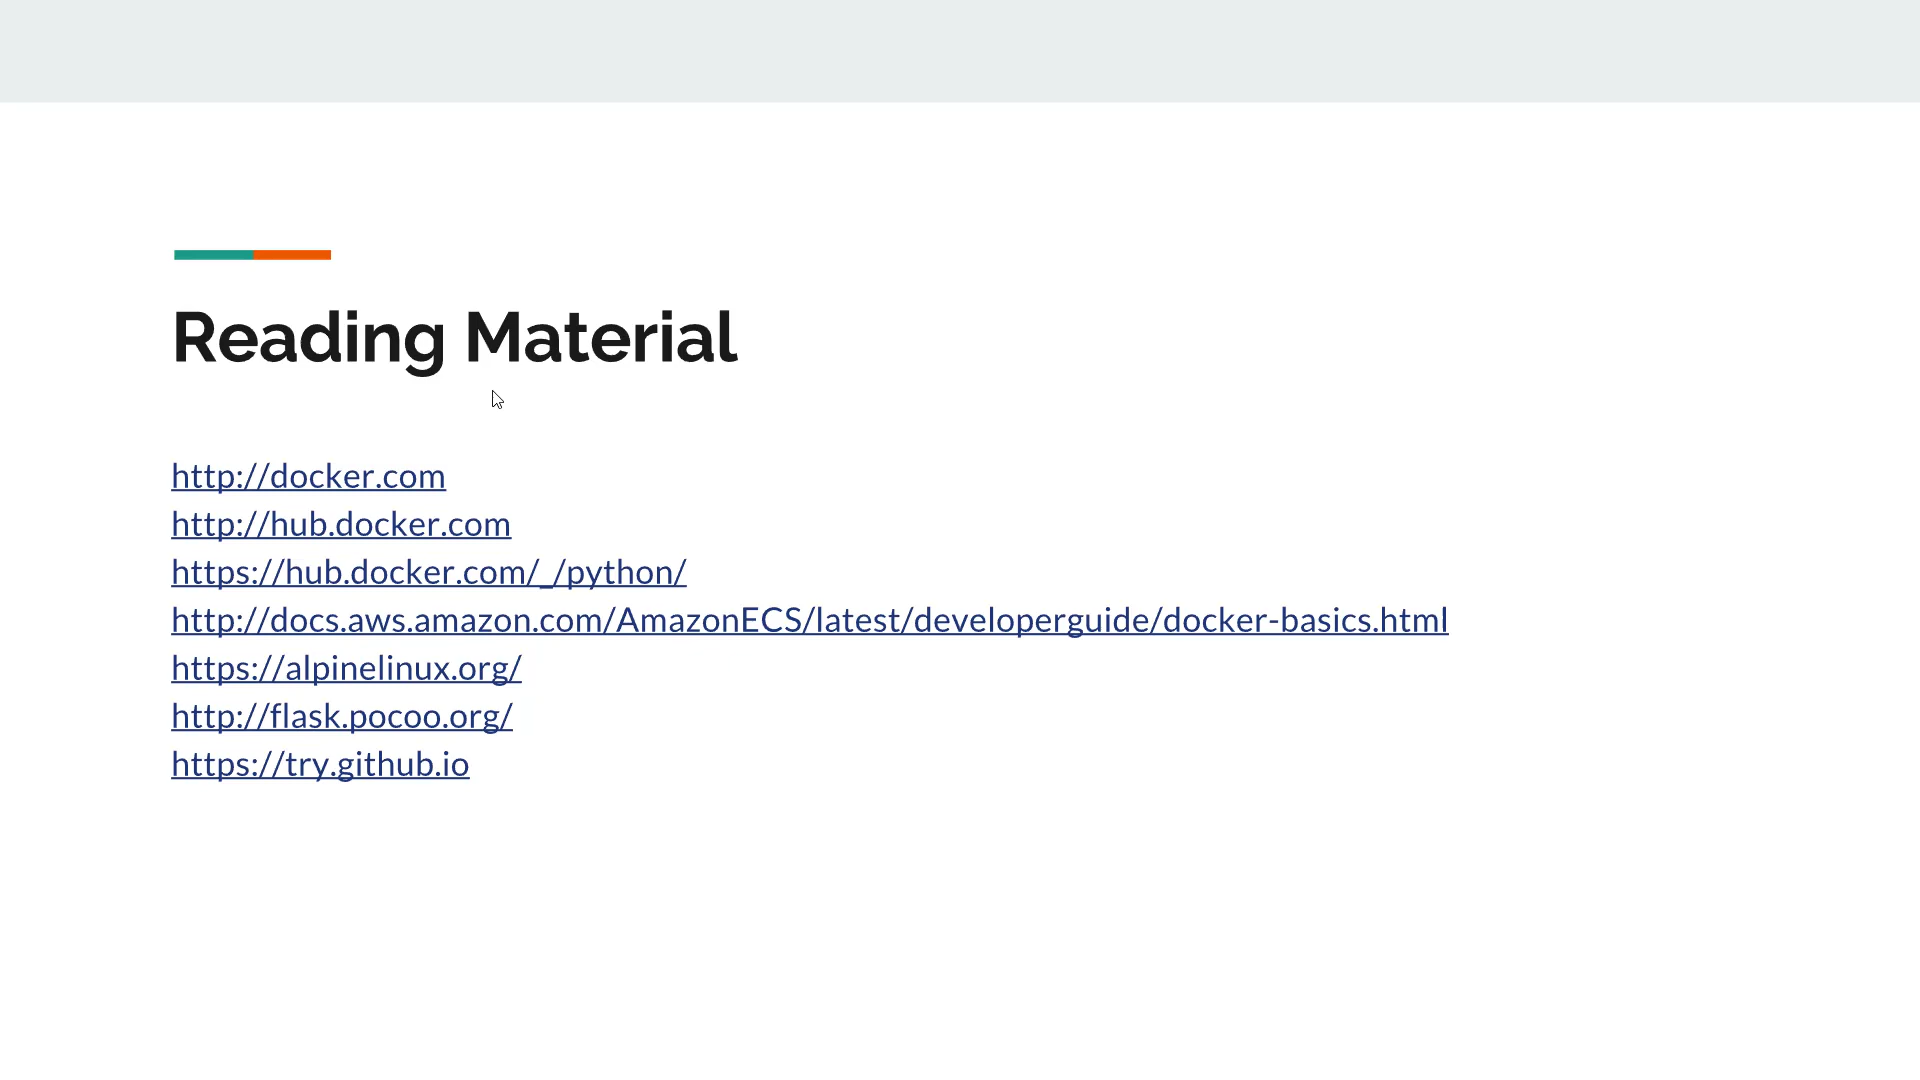 Reading Material
http://docker.com
http://hub.docker.com
https://hub.docker.com/_/python/
http://docs.aws.amazon.com/AmazonECS/latest/developerguide/docker-basics.html
https://alpinelinux.org/
http://flask.pocoo.org/
https://try.github.io